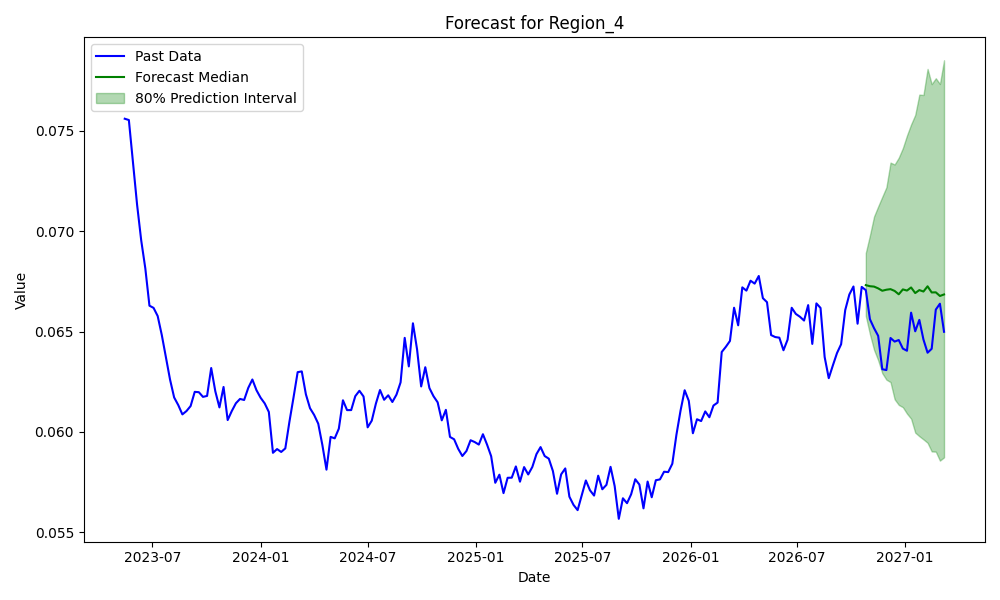 Forecast for Region_4
Past Data
Forecast Median
80% Prediction Interval
Value
0.075
0.070
0.065
0.060
0.055
2023-07
2024-01
2024-07
2025-01
2025-07
2026-01
2026-07
2027-01
Date